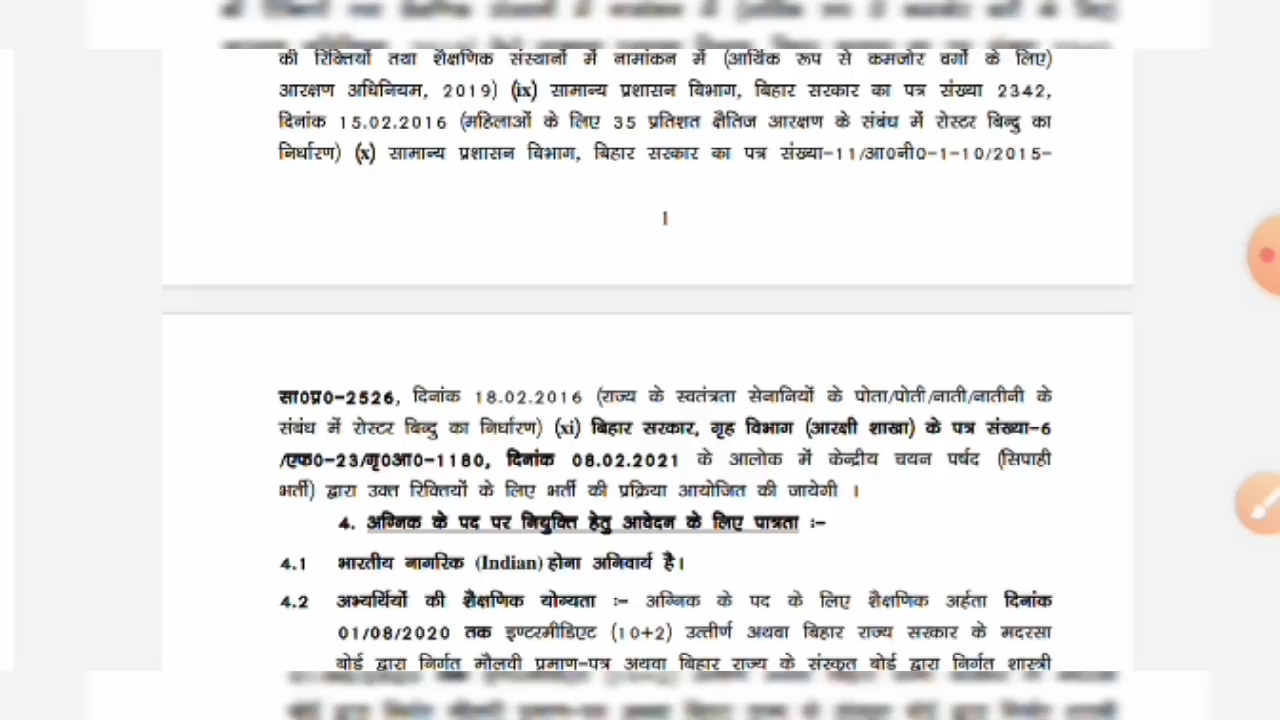 की रिक्तियों तथा शैक्षणिक संस्थानों में नामांकन में (आर्थिक रूप से कमजोर वर्गो के लिए)
आरक्षण अधिनियम, 2019) (ix) सामान्य प्रशासन विभाग, बिहार सरकार का पत्र संख्या 2342,
दिनांक 15.02.2016 (महिलाओं के लिए 35 प्रतिशत क्षैतिज आरक्षण के संबंध में रोस्टर बिन्दु का
निर्धारण) (x) सामान्य प्रशासन विभाग, बिहार सरकार का पत्र संख्या-11/आ0नी0-1-10/2015-
1
सा0प्र0-2526, दिनांक 18.02.2016 (राज्य के स्वतंत्रता सेनानियों के पोता/पोती/नाती/नातीनी के
संबंध में रोस्टर बिन्दु का निर्धारण) (xi) बिहार सरकार, गृह विभाग (आरक्षी शाखा) के पत्र संख्या-6
/एफ0-23/गृ0आ0-1180, दिनांक 08.02.2021 के आलोक में केन्द्रीय चयन पर्षद (सिपाही
भर्ती) द्वारा उक्त रिक्तियों के लिए भर्ती की प्रक्रिया आयोजित की जायेगी ।
4. अग्निक के पद पर नियुक्ति हेतु आवेदन के लिए पात्रता :-
4.1 भारतीय नागरिक (Indian) होना अनिवार्य है।
4.2 अभ्यर्थियों की शैक्षणिक योग्यता :- अग्निक के पद के लिए शैक्षणिक अर्हता दिनांक
01/08/2020 तक इण्टरमीडिएट (10+2) उत्तीर्ण अथवा बिहार राज्य सरकार के मदरसा
बोर्ड द्वारा निर्गत मौलवी प्रमाण-पत्र अथवा बिहार राज्य के संस्कृत बोर्ड द्वारा निर्गत शास्त्री